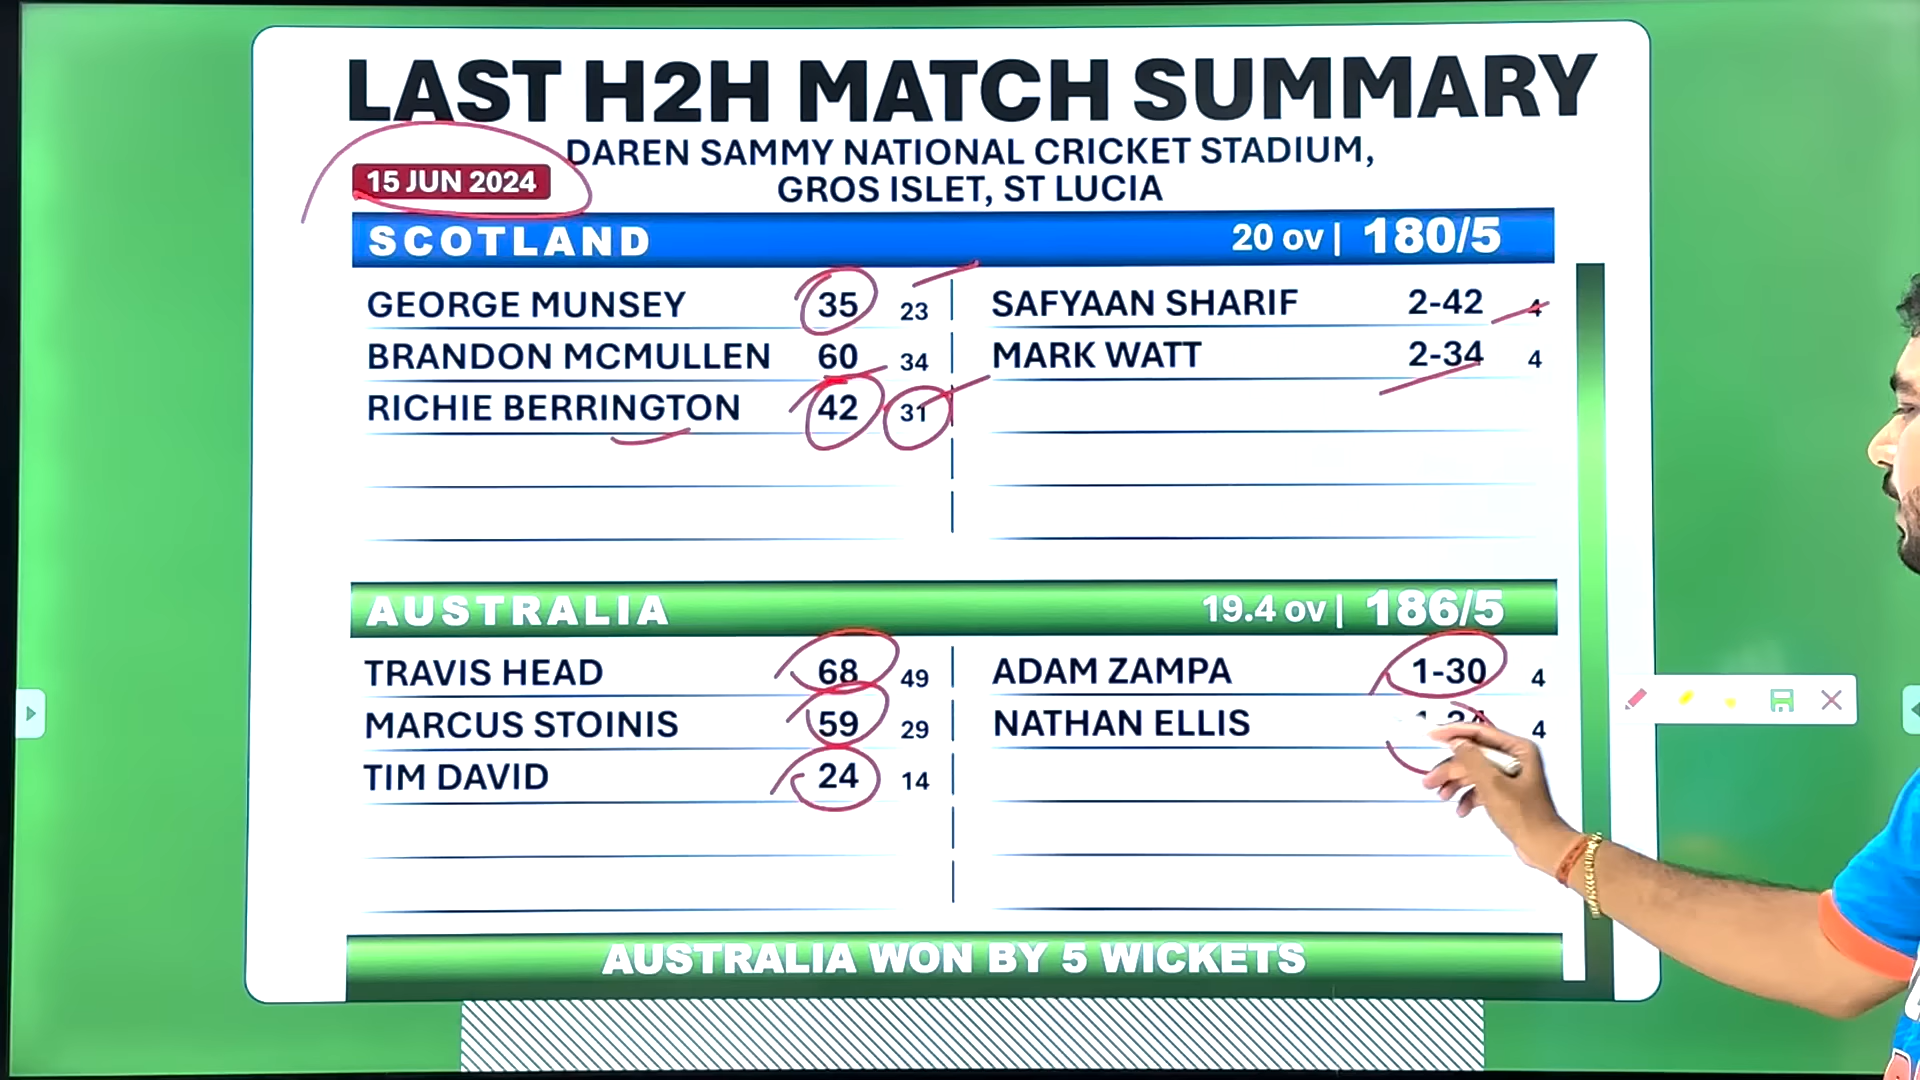 LAST H2H MATCH SUMMARY
DAREN SAMMY NATIONAL CRICKET STADIUM,
15 JUN 2024
GROS ISLET, ST LUCIA
SCOTLAND 20 ov | 180/5
GEORGE MUNSEY 35 23 SAFYAAN SHARIF 2-42 4
BRANDON MCMULLEN 60 34 MARK WATT 2-34 4
RICHIE BERRINGTON 42 31
AUSTRALIA 19.4 ov | 186/5
TRAVIS HEAD 68 49 ADAM ZAMPA 1-30 4
MARCUS STOINIS 59 29 NATHAN ELLIS 4
TIM DAVID 24 14
AUSTRALIA WON BY 5 WICKETS